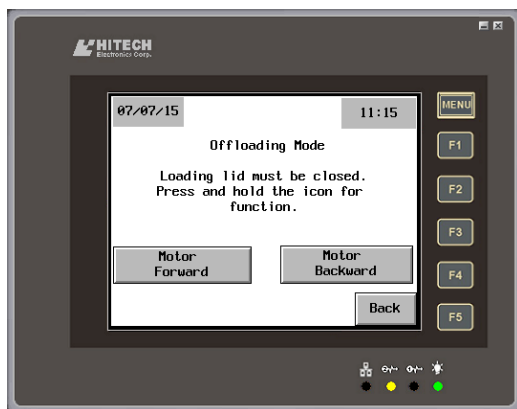 HITECH
Electronics Corp.
07/07/15
11:15
MENU
Offloading Mode
F1
Loading lid must be closed.
Press and hold the icon for
function.
F2
F3
Motor
Forward
Motor
Backward
F4
Back
F5